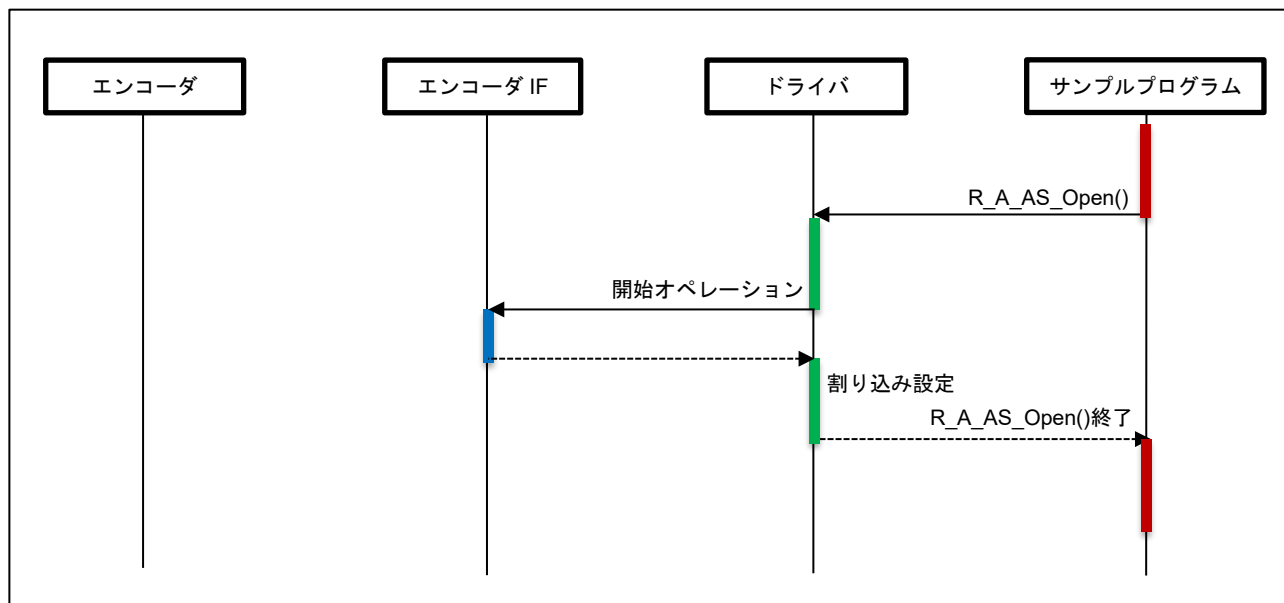 エンコーダ
エンコーダ IF
ドライバ
サンプルプログラム
R_A_AS_Open()
開始オペレーション
割り込み設定
R_A_AS_Open()終了